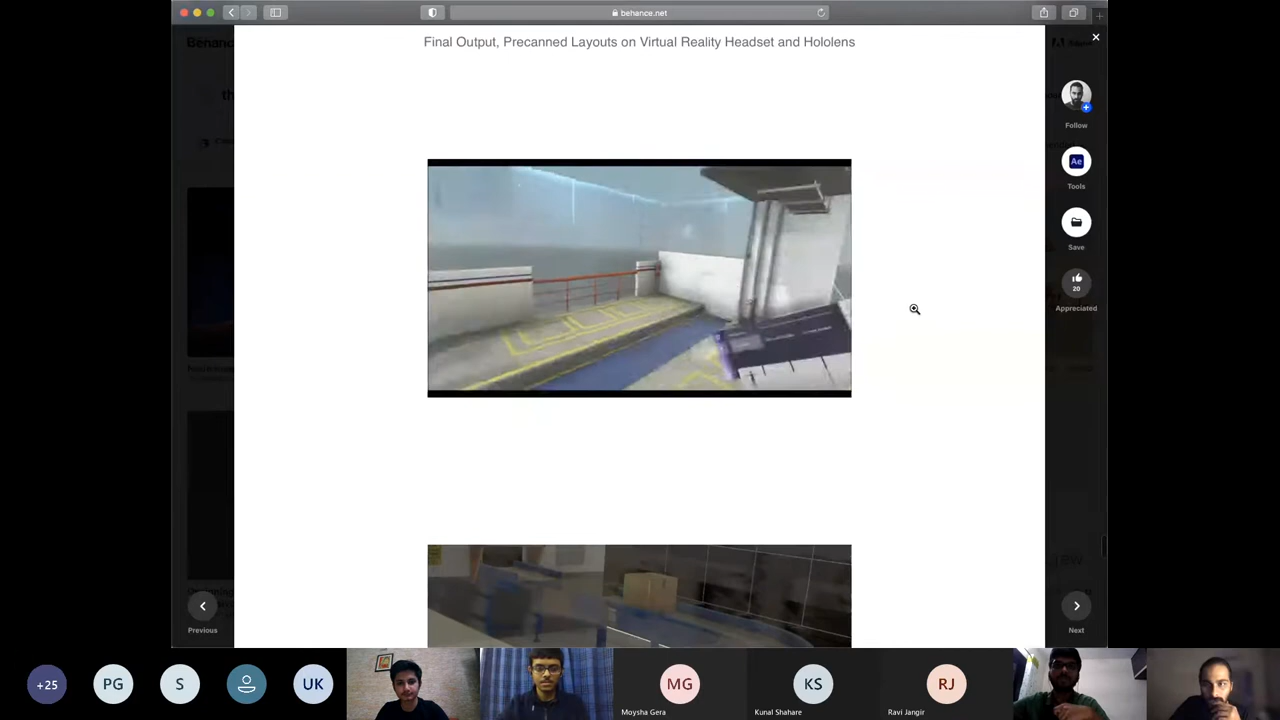 behance.net
Final Output, Precanned Layouts on Virtual Reality Headset and Hololens
Follow
Ae
Tools
Save
20
Appreciated
Previous
Next
+25
PG
S
UK
MG
Moysha Gera
KS
Kunal Shahare
RJ
Ravi Jangir